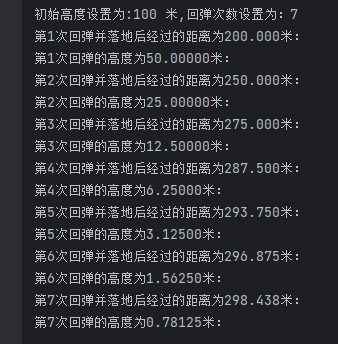 初始高度设置为:100 米,回弹次数设置为：7
第1次回弹并落地后经过的距离为200.000米：
第1次回弹的高度为50.00000米：
第2次回弹并落地后经过的距离为250.000米：
第2次回弹的高度为25.00000米：
第3次回弹并落地后经过的距离为275.000米：
第3次回弹的高度为12.50000米：
第4次回弹并落地后经过的距离为287.500米：
第4次回弹的高度为6.25000米：
第5次回弹并落地后经过的距离为293.750米：
第5次回弹的高度为3.12500米：
第6次回弹并落地后经过的距离为296.875米：
第6次回弹的高度为1.56250米：
第7次回弹并落地后经过的距离为298.438米：
第7次回弹的高度为0.78125米：